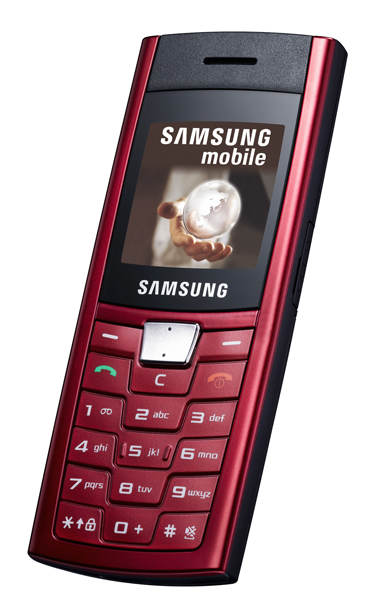 SAMSUNG
mobile
SAMSUNG
C
1 2 abc 3 def
4 ghi 5 jkl 6 mno
7 pqrs 8 tuv 9 wxyz
* 0 + #